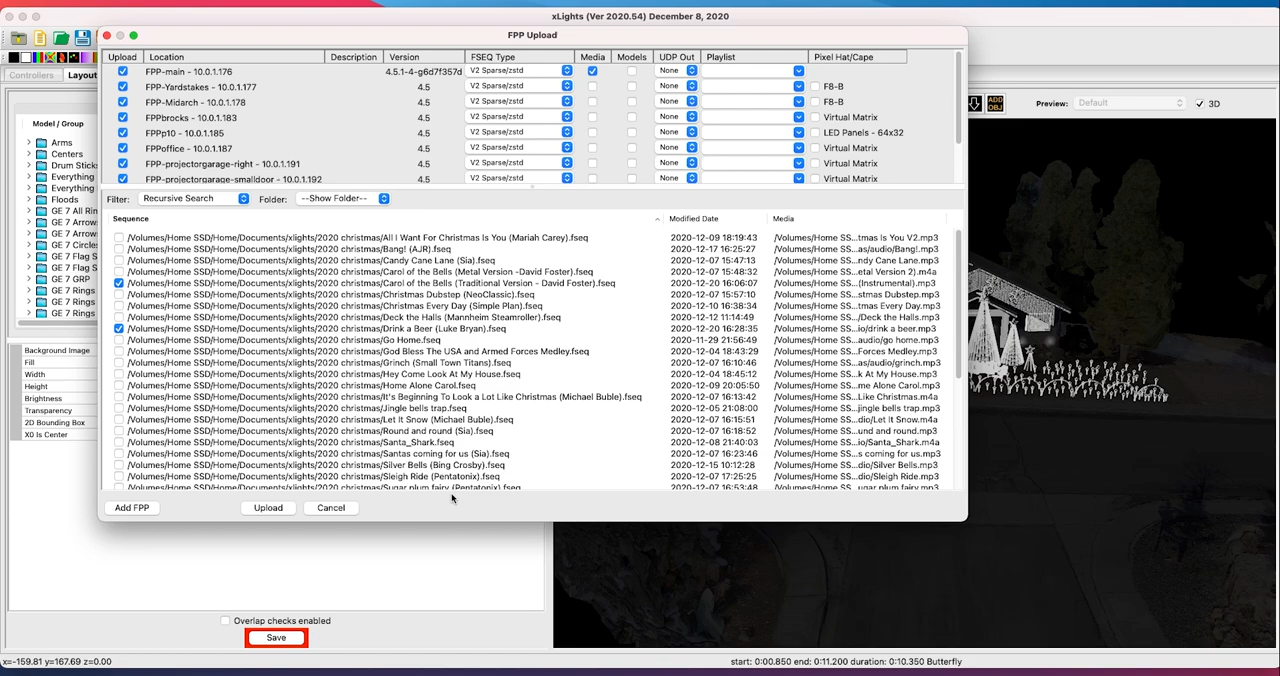 xLights (Ver 2020.54) December 8, 2020
FPP Upload
Upload Location Description Version FSEQ Type Media Models UDP Out Playlist Pixel Hat/Cape
FPP-main - 10.0.1.176 4.5.1-4-g6d7f357d V2 Sparse/zstd None
FPP-Yardstakes - 10.0.1.177 4.5 V2 Sparse/zstd None F8-B
FPP-Midarch - 10.0.1.178 4.5 V2 Sparse/zstd None F8-B
FPPbrocks - 10.0.1.183 4.5 V2 Sparse/zstd None Virtual Matrix
FPPp10 - 10.0.1.185 4.5 V2 Sparse/zstd None LED Panels - 64x32
FPPoffice - 10.0.1.187 4.5 V2 Sparse/zstd None Virtual Matrix
FPP-projectorgarage-right - 10.0.1.191 4.5 V2 Sparse/zstd None Virtual Matrix
FPP-projectorgarage-smalldoor - 10.0.1.192 4.5 V2 Sparse/zstd None Virtual Matrix
Filter: Recursive Search Folder: --Show Folder--
Sequence Modified Date Media
/Volumes/Home SSD/Home/Documents/xlights/2020 christmas/All I Want For Christmas Is You (Mariah Carey).fseq 2020-12-09 18:19:43 /Volumes/Home SS...tmas Is You V2.mp3
/Volumes/Home SSD/Home/Documents/xlights/2020 christmas/Bang! (AJR).fseq 2020-12-17 16:25:27 /Volumes/Home SS...as/audio/Bang!.mp3
/Volumes/Home SSD/Home/Documents/xlights/2020 christmas/Candy Cane Lane (Sia).fseq 2020-12-07 15:47:13 /Volumes/Home SS...ndy Cane Lane.mp3
/Volumes/Home SSD/Home/Documents/xlights/2020 christmas/Carol of the Bells (Metal Version -David Foster).fseq 2020-12-07 15:48:32 /Volumes/Home SS...etal Version 2).m4a
/Volumes/Home SSD/Home/Documents/xlights/2020 christmas/Carol of the Bells (Traditional Version - David Foster).fseq 2020-12-20 16:06:07 /Volumes/Home SS...(Instrumental).mp3
/Volumes/Home SSD/Home/Documents/xlights/2020 christmas/Christmas Dubstep (NeoClassic).fseq 2020-12-07 15:57:10 /Volumes/Home SS...stmas Dubstep.mp3
/Volumes/Home SSD/Home/Documents/xlights/2020 christmas/Christmas Every Day (Simple Plan).fseq 2020-12-10 16:38:34 /Volumes/Home SS...tmas Every Day.mp3
/Volumes/Home SSD/Home/Documents/xlights/2020 christmas/Deck the Halls (Mannheim Steamroller).fseq 2020-12-12 11:14:49 /Volumes/Home SS.../Deck the Halls.mp3
/Volumes/Home SSD/Home/Documents/xlights/2020 christmas/Drink a Beer (Luke Bryan).fseq 2020-12-20 16:28:35 /Volumes/Home SS...io/drink a beer.mp3
/Volumes/Home SSD/Home/Documents/xlights/2020 christmas/Go Home.fseq 2020-11-29 21:56:49 /Volumes/Home SS...audio/go home.mp3
/Volumes/Home SSD/Home/Documents/xlights/2020 christmas/God Bless The USA and Armed Forces Medley.fseq 2020-12-04 18:43:29 /Volumes/Home SS...Forces Medley.mp3
/Volumes/Home SSD/Home/Documents/xlights/2020 christmas/Grinch (Small Town Titans).fseq 2020-12-07 16:10:46 /Volumes/Home SS...as/audio/grinch.mp3
/Volumes/Home SSD/Home/Documents/xlights/2020 christmas/Hey Come Look At My House.fseq 2020-12-04 18:45:12 /Volumes/Home SS...k At My House.mp3
/Volumes/Home SSD/Home/Documents/xlights/2020 christmas/Home Alone Carol.fseq 2020-12-09 20:05:50 /Volumes/Home SS...me Alone Carol.mp3
/Volumes/Home SSD/Home/Documents/xlights/2020 christmas/It's Beginning To Look a Lot Like Christmas (Michael Buble).fseq 2020-12-07 16:13:42 /Volumes/Home SS...Like Christmas.m4a
/Volumes/Home SSD/Home/Documents/xlights/2020 christmas/Jingle bells trap.fseq 2020-12-05 21:08:00 /Volumes/Home SS...jingle bells trap.mp3
/Volumes/Home SSD/Home/Documents/xlights/2020 christmas/Let It Snow (Michael Buble).fseq 2020-12-07 16:15:51 /Volumes/Home SS...dio/Let It Snow.m4a
/Volumes/Home SSD/Home/Documents/xlights/2020 christmas/Round and round (Sia).fseq 2020-12-07 16:18:52 /Volumes/Home SS...und and round.mp3
/Volumes/Home SSD/Home/Documents/xlights/2020 christmas/Santa_Shark.fseq 2020-12-08 21:40:03 /Volumes/Home SS...io/Santa_Shark.m4a
/Volumes/Home SSD/Home/Documents/xlights/2020 christmas/Santas coming for us (Sia).fseq 2020-12-07 16:23:46 /Volumes/Home SS...s coming for us.mp3
/Volumes/Home SSD/Home/Documents/xlights/2020 christmas/Silver Bells (Bing Crosby).fseq 2020-12-15 10:12:28 /Volumes/Home SS...dio/Silver Bells.mp3
/Volumes/Home SSD/Home/Documents/xlights/2020 christmas/Sleigh Ride (Pentatonix).fseq 2020-12-07 17:25:25 /Volumes/Home SS...dio/Sleigh Ride.mp3
/Volumes/Home SSD/Home/Documents/xlights/2020 christmas/Sugar plum fairy (Pentatonix).fseq 2020-12-07 16:53:48 /Volumes/Home SS...ugar plum fairy.mp3
Add FPP Upload Cancel
Controllers Layou
Model / Group
Arms
Centers
Drum Stick
Everything
Everything
Floods
GE 7 All Rin
GE 7 Arrow
GE 7 Arrow
GE 7 Circle
GE 7 Flag S
GE 7 Flag S
GE 7 GRP
GE 7 Rings
GE 7 Rings
GE 7 Rings
Background Image
Fill
Width
Height
Brightness
Transparency
2D Bounding Box
X0 Is Center
ADD
OBJ
Preview: Default 3D
Overlap checks enabled
Save
x=-159.81 y=167.69 z=0.00 start: 0:00.850 end: 0:11.200 duration: 0:10.350 Butterfly